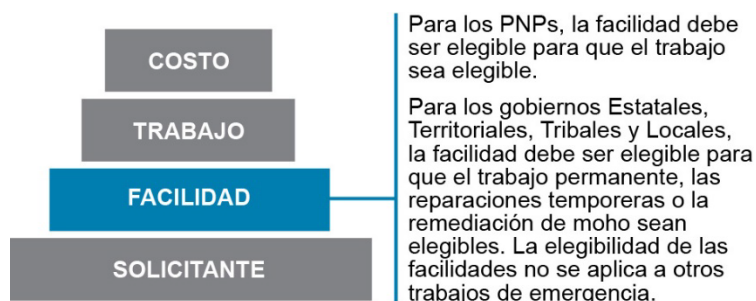 COSTO
TRABAJO
FACILIDAD
SOLICITANTE
Para los PNPs, la facilidad debe
ser elegible para que el trabajo
sea elegible.
Para los gobiernos Estatales,
Territoriales, Tribales y Locales,
la facilidad debe ser elegible para
que el trabajo permanente, las
reparaciones temporeras o la
remediación de moho sean
elegibles. La elegibilidad de las
facilidades no se aplica a otros
trabajos de emergencia.